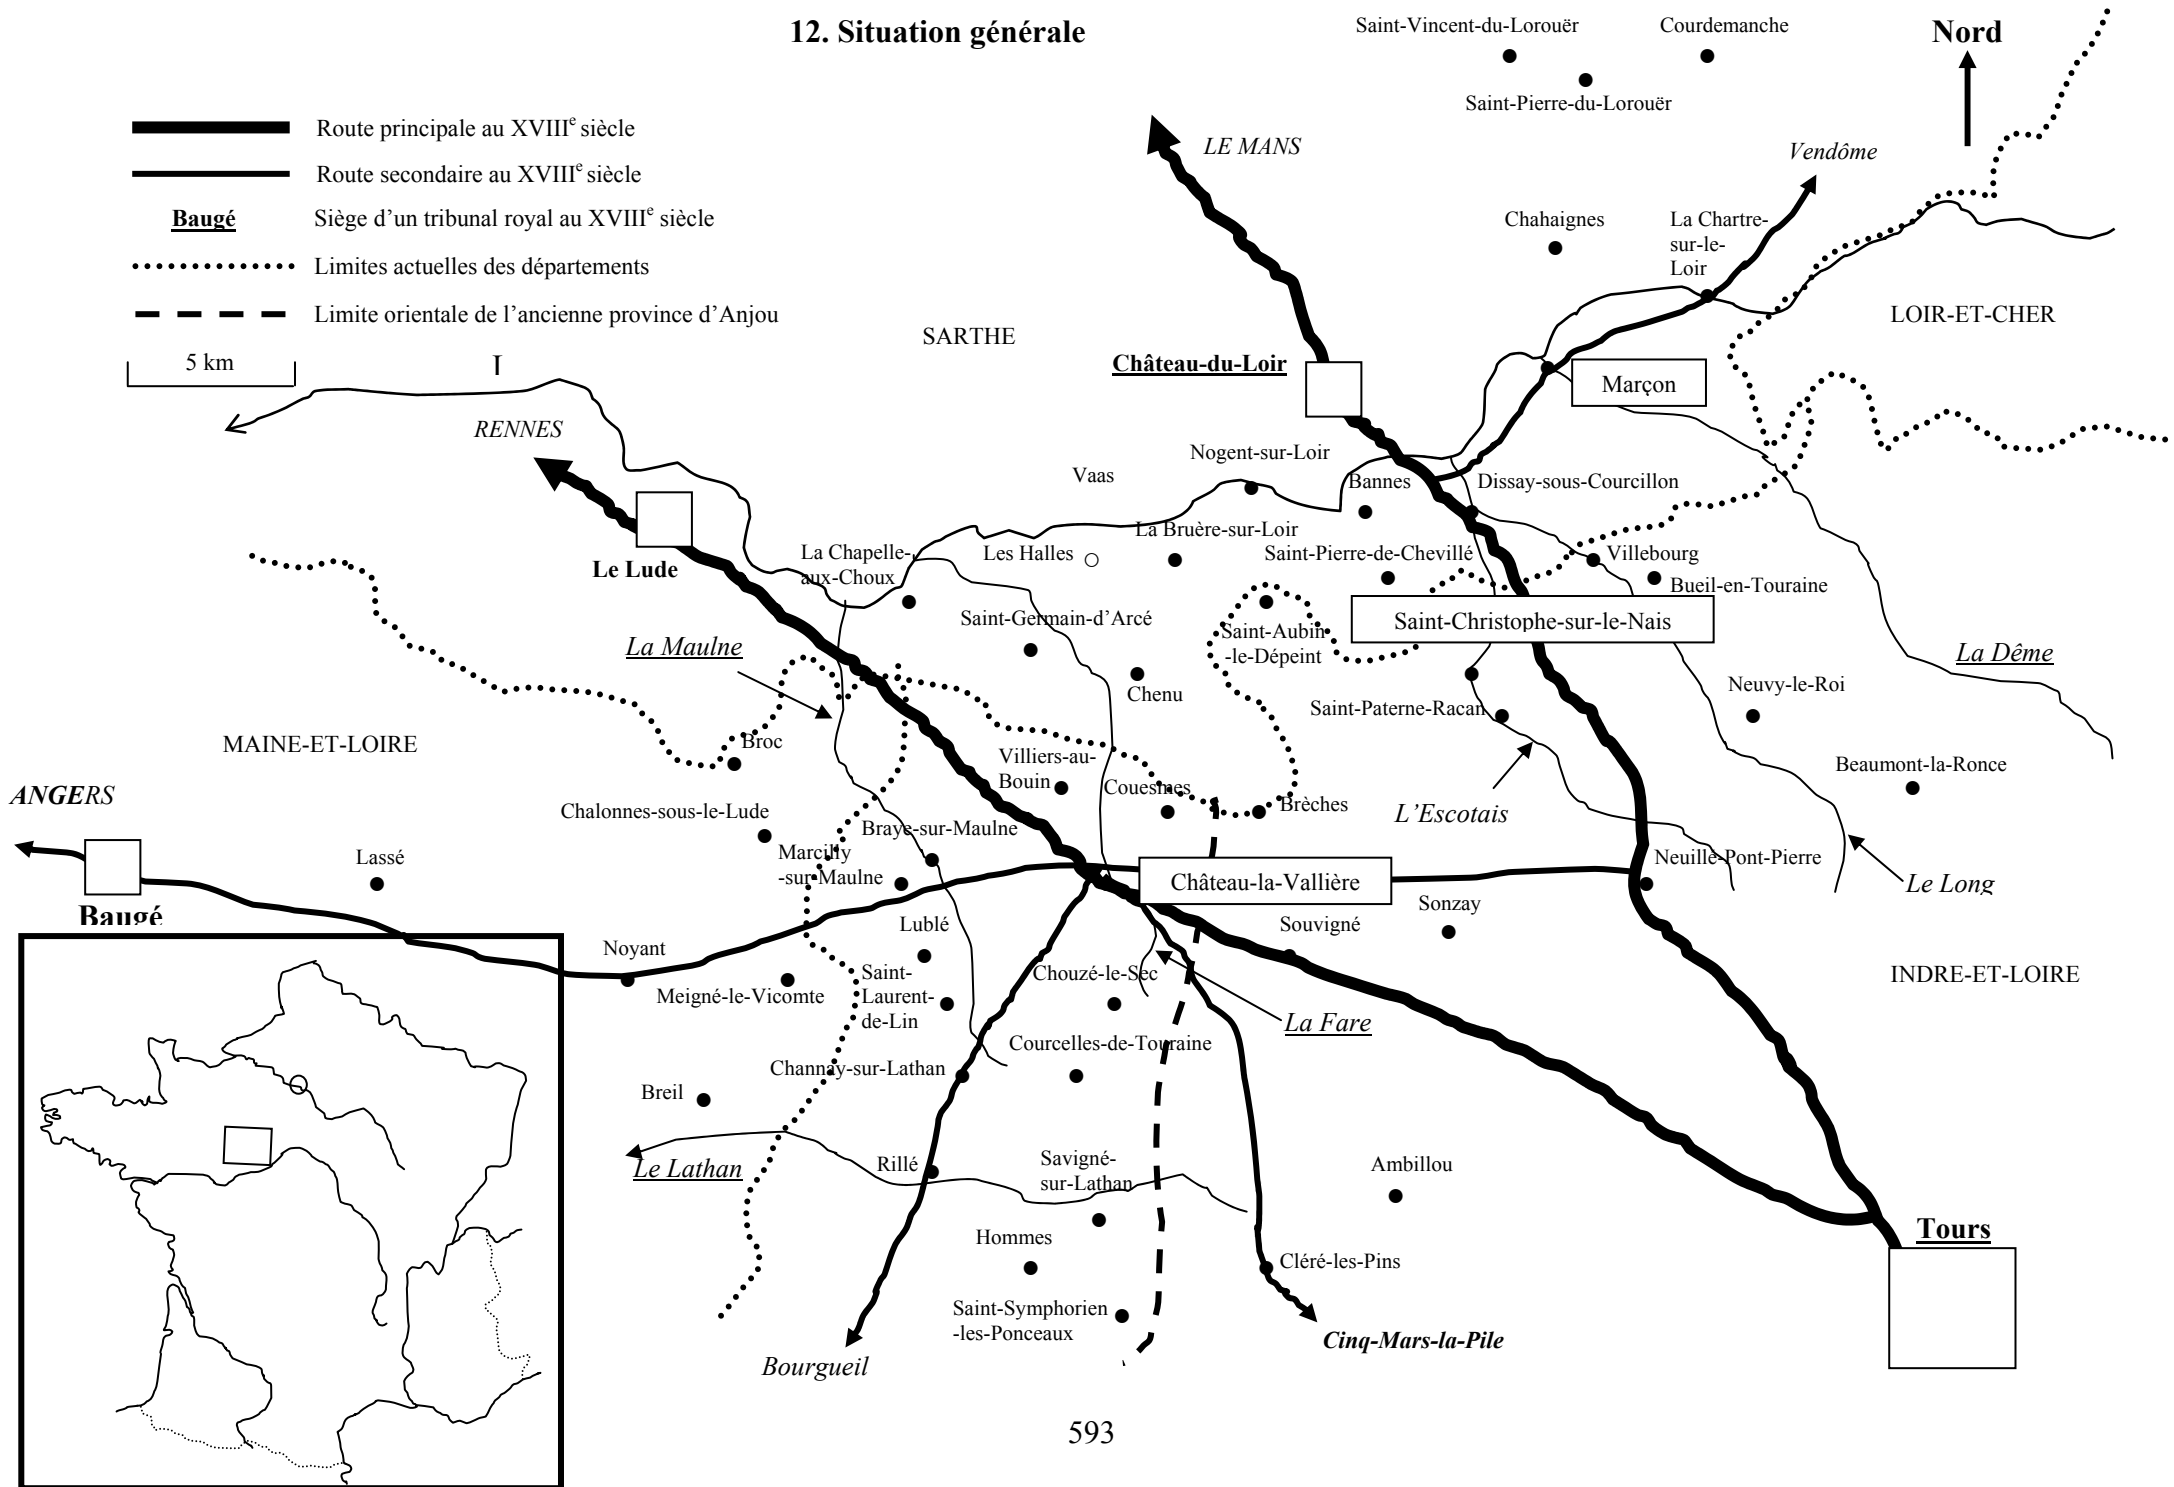 12. Situation générale
Saint-Vincent-du-Lorouër
Courdemanche
Nord
Saint-Pierre-du-Lorouër
Route principale au XVIIIe siècle
LE MANS
Vendôme
Route secondaire au XVIIIe siècle
Baugé
Siège d'un tribunal royal au XVIIIe siècle
Chahaignes
La Chartre-
sur-le-
Loir
Limites actuelles des départements
Limite orientale de l'ancienne province d'Anjou
LOIR-ET-CHER
SARTHE
5 km
Château-du-Loir
Marçon
RENNES
Nogent-sur-Loir
Vaas
Bannes
Dissay-sous-Courcillon
La Bruère-sur-Loir
La Chapelle-
aux-Choux
Les Halles
Saint-Pierre-de-Chevillé
Villebourg
Le Lude
Bueil-en-Touraine
Saint-Germain-d'Arcé
Saint-Christophe-sur-le-Nais
Saint-Aubin
-le-Dépeint
La Maulne
La Dême
Chenu
Neuvy-le-Roi
Saint-Paterne-Racan
MAINE-ET-LOIRE
Broc
Villiers-au-
Bouin
Beaumont-la-Ronce
Couesmes
ANGERS
Brèches
Chalonnes-sous-le-Lude
L'Escotais
Braye-sur-Maulne
Lassé
Marcilly
-sur-Maulne
Neuillé-Pont-Pierre
Château-la-Vallière
Le Long
Baugé
Sonzay
Lublé
Souvigné
Noyant
Saint-
Laurent-
de-Lin
Chouzé-le-Sec
INDRE-ET-LOIRE
Meigné-le-Vicomte
La Fare
Courcelles-de-Touraine
Channay-sur-Lathan
Breil
Le Lathan
Rillé
Savigné-
sur-Lathan
Ambillou
Tours
Hommes
Cléré-les-Pins
Saint-Symphorien
-les-Ponceaux
Cinq-Mars-la-Pile
Bourgueil
593